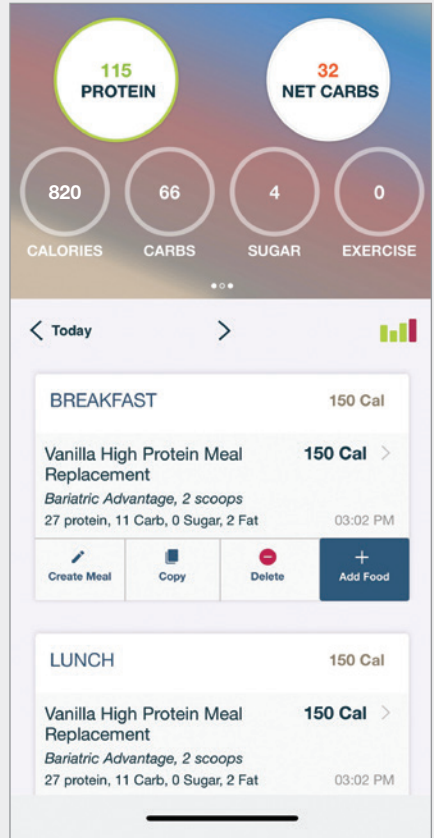 115
PROTEIN
32
NET CARBS
820
66
4
0
CALORIES
CARBS
SUGAR
EXERCISE
Today
BREAKFAST
150 Cal
Vanilla High Protein Meal
Replacement
150 Cal
Bariatric Advantage, 2 scoops
27 protein, 11 Carb, 0 Sugar, 2 Fat
03:02 PM
Create Meal
Copy
Delete
Add Food
LUNCH
150 Cal
Vanilla High Protein Meal
Replacement
150 Cal
Bariatric Advantage, 2 scoops
27 protein, 11 Carb, 0 Sugar, 2 Fat
03:02 PM